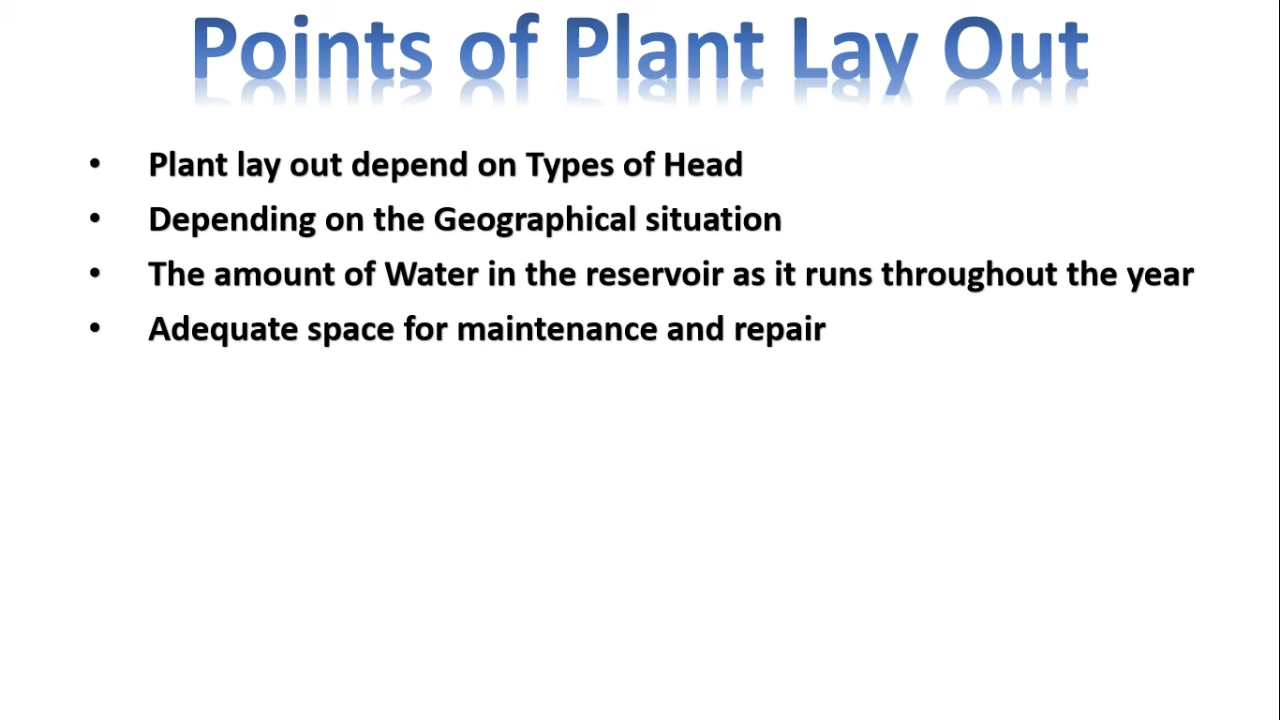 Points of Plant Lay Out
• Plant lay out depend on Types of Head
• Depending on the Geographical situation
• The amount of Water in the reservoir as it runs throughout the year
• Adequate space for maintenance and repair